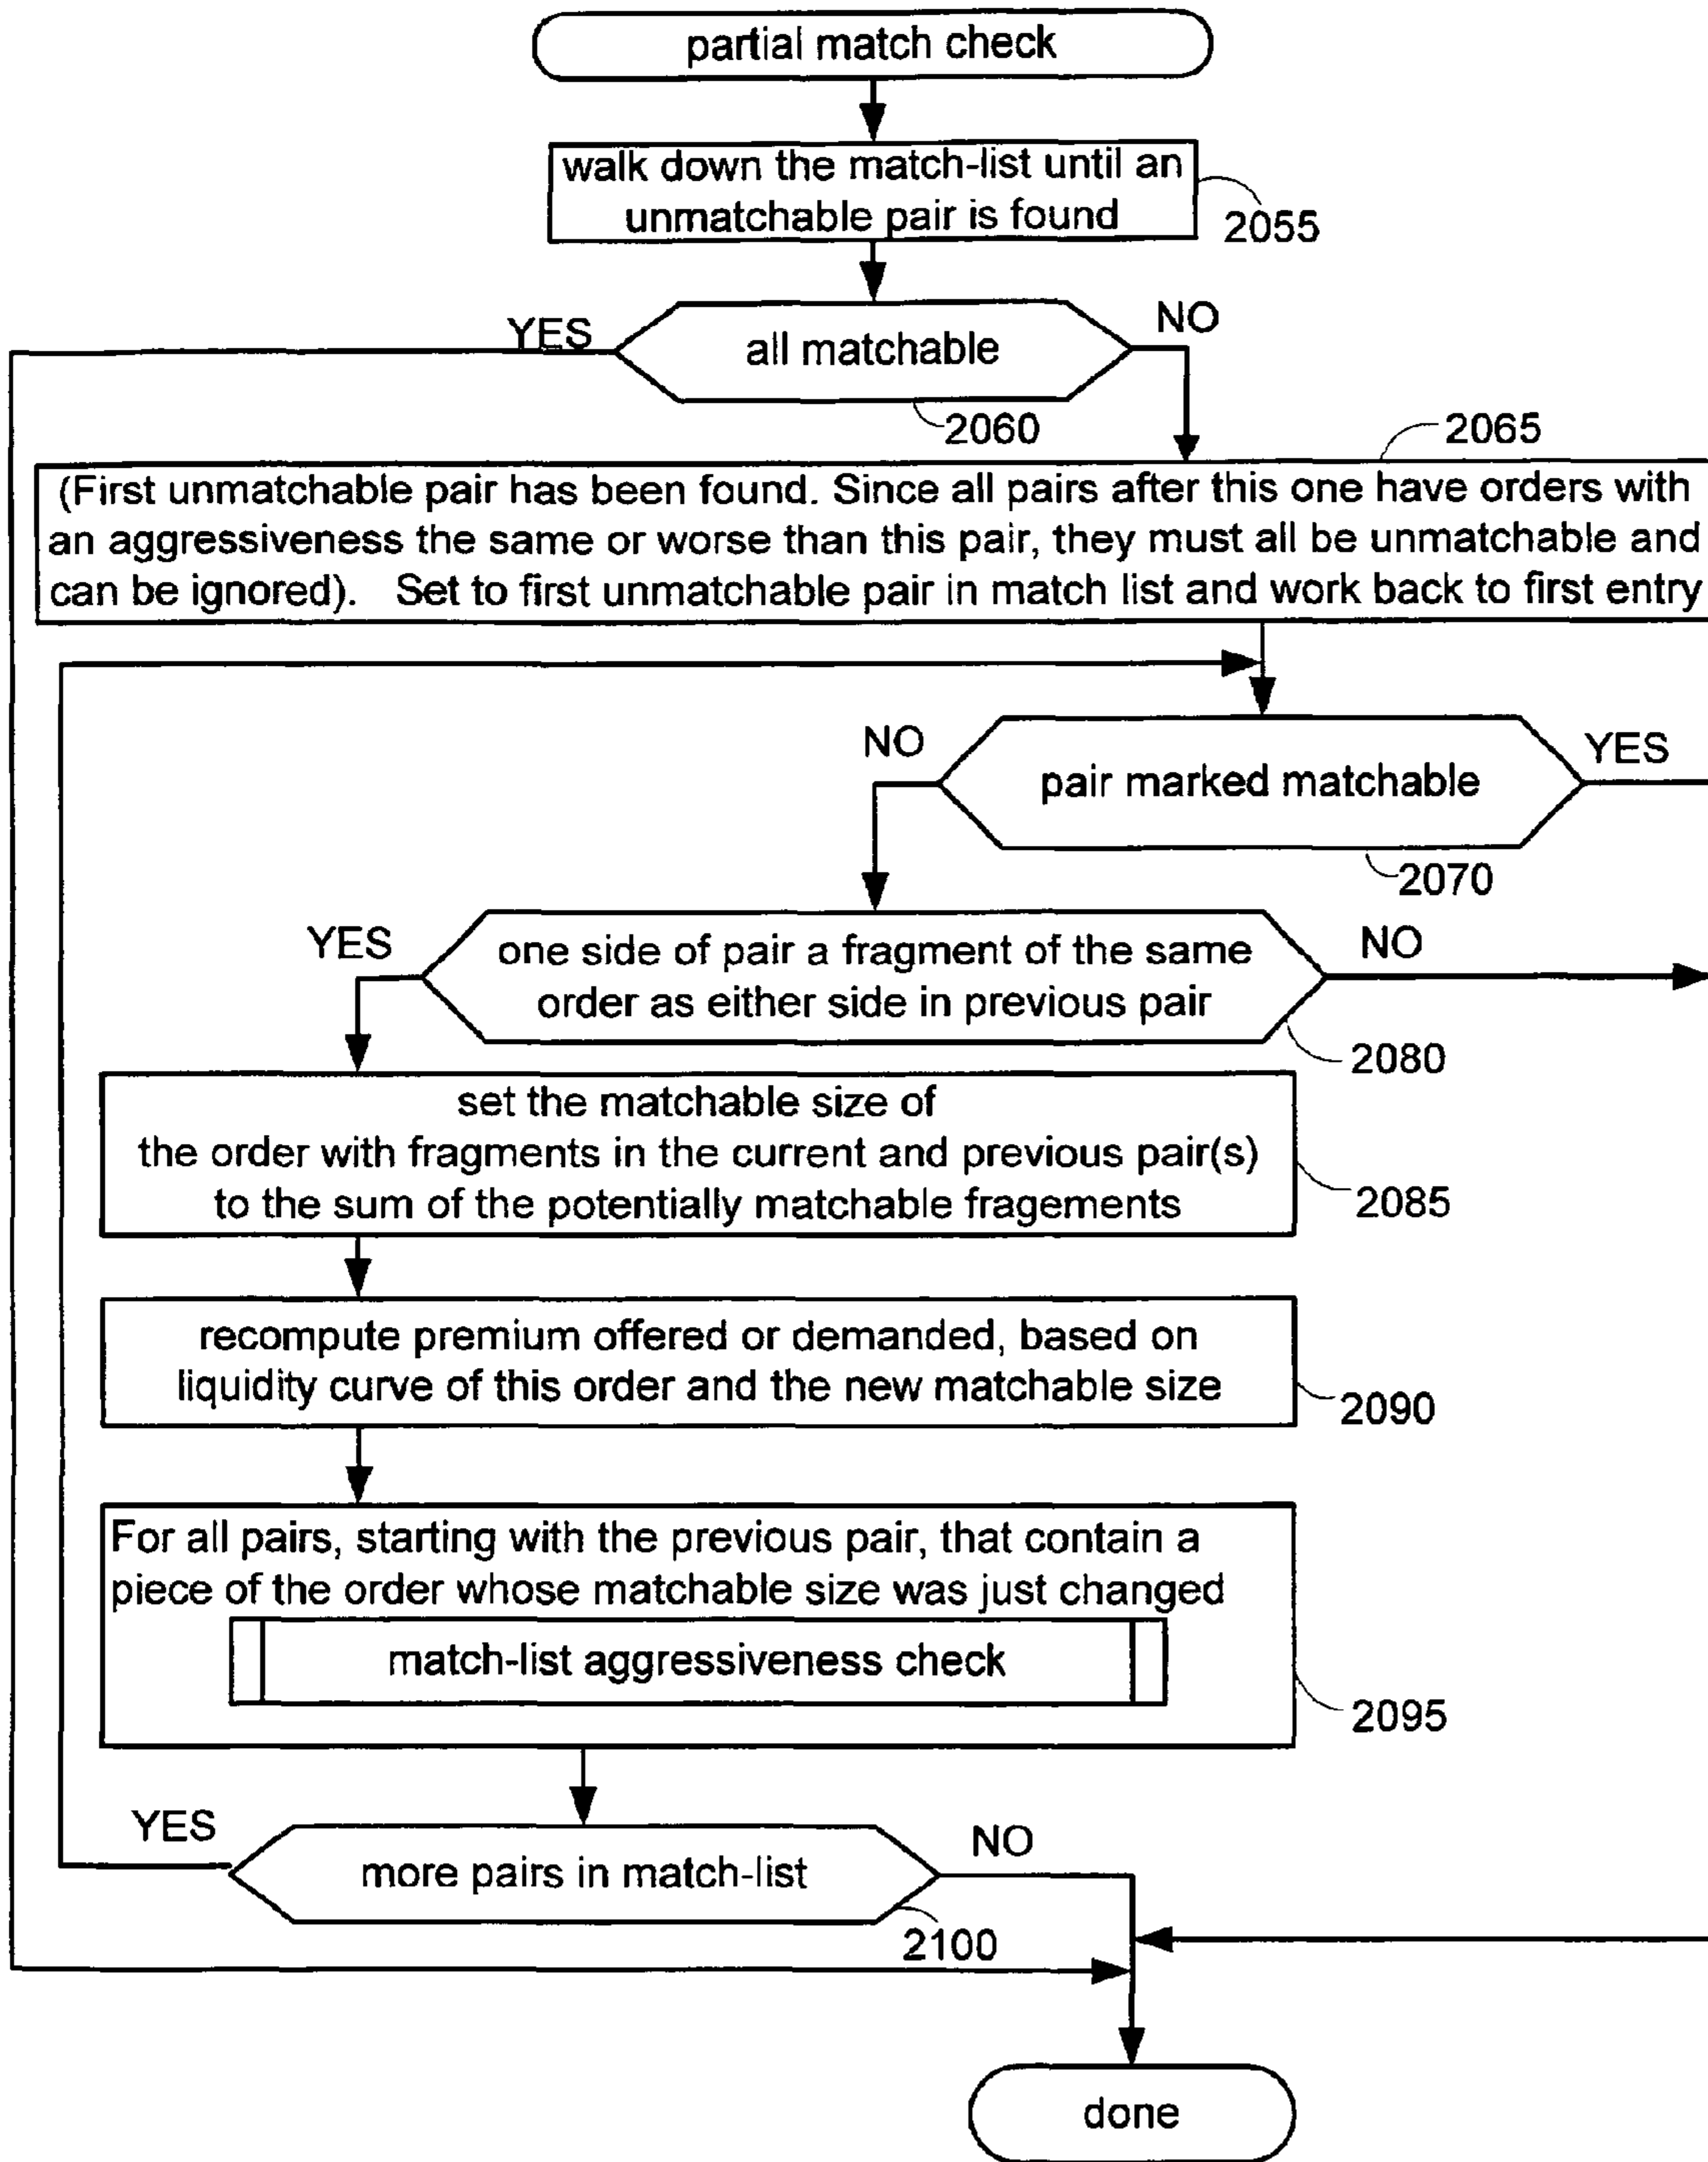 partial match check
walk down the match-list until an
unmatchable pair is found
2055
YES
NO
all matchable
2060
2065
(First unmatchable pair has been found. Since all pairs after this one have orders with
an aggressiveness the same or worse than this pair, they must all be unmatchable and
can be ignored). Set to first unmatchable pair in match list and work back to first entry
NO
YES
pair marked matchable
2070
YES
NO
one side of pair a fragment of the same
order as either side in previous pair
2080
set the matchable size of
the order with fragments in the current and previous pair(s)
to the sum of the potentially matchable fragements
2085
recompute premium offered or demanded, based on
liquidity curve of this order and the new matchable size
2090
For all pairs, starting with the previous pair, that contain a
piece of the order whose matchable size was just changed
match-list aggressiveness check
2095
YES
NO
more pairs in match-list
2100
done